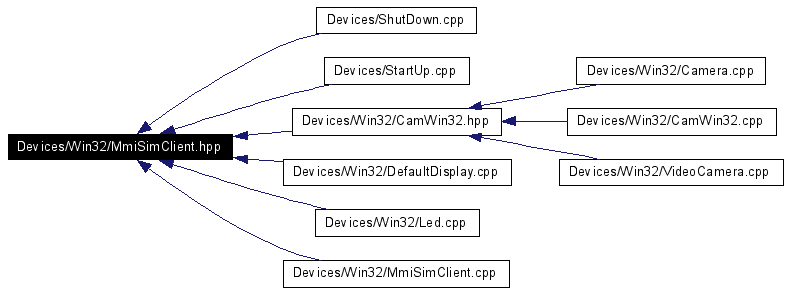 Devices/ShutDown.cpp
Devices/StartUp.cpp
Devices/Win32/Camera.cpp
Devices/Win32/CamWin32.hpp
Devices/Win32/CamWin32.cpp
Devices/Win32/MmiSimClient.hpp
Devices/Win32/DefaultDisplay.cpp
Devices/Win32/VideoCamera.cpp
Devices/Win32/Led.cpp
Devices/Win32/MmiSimClient.cpp